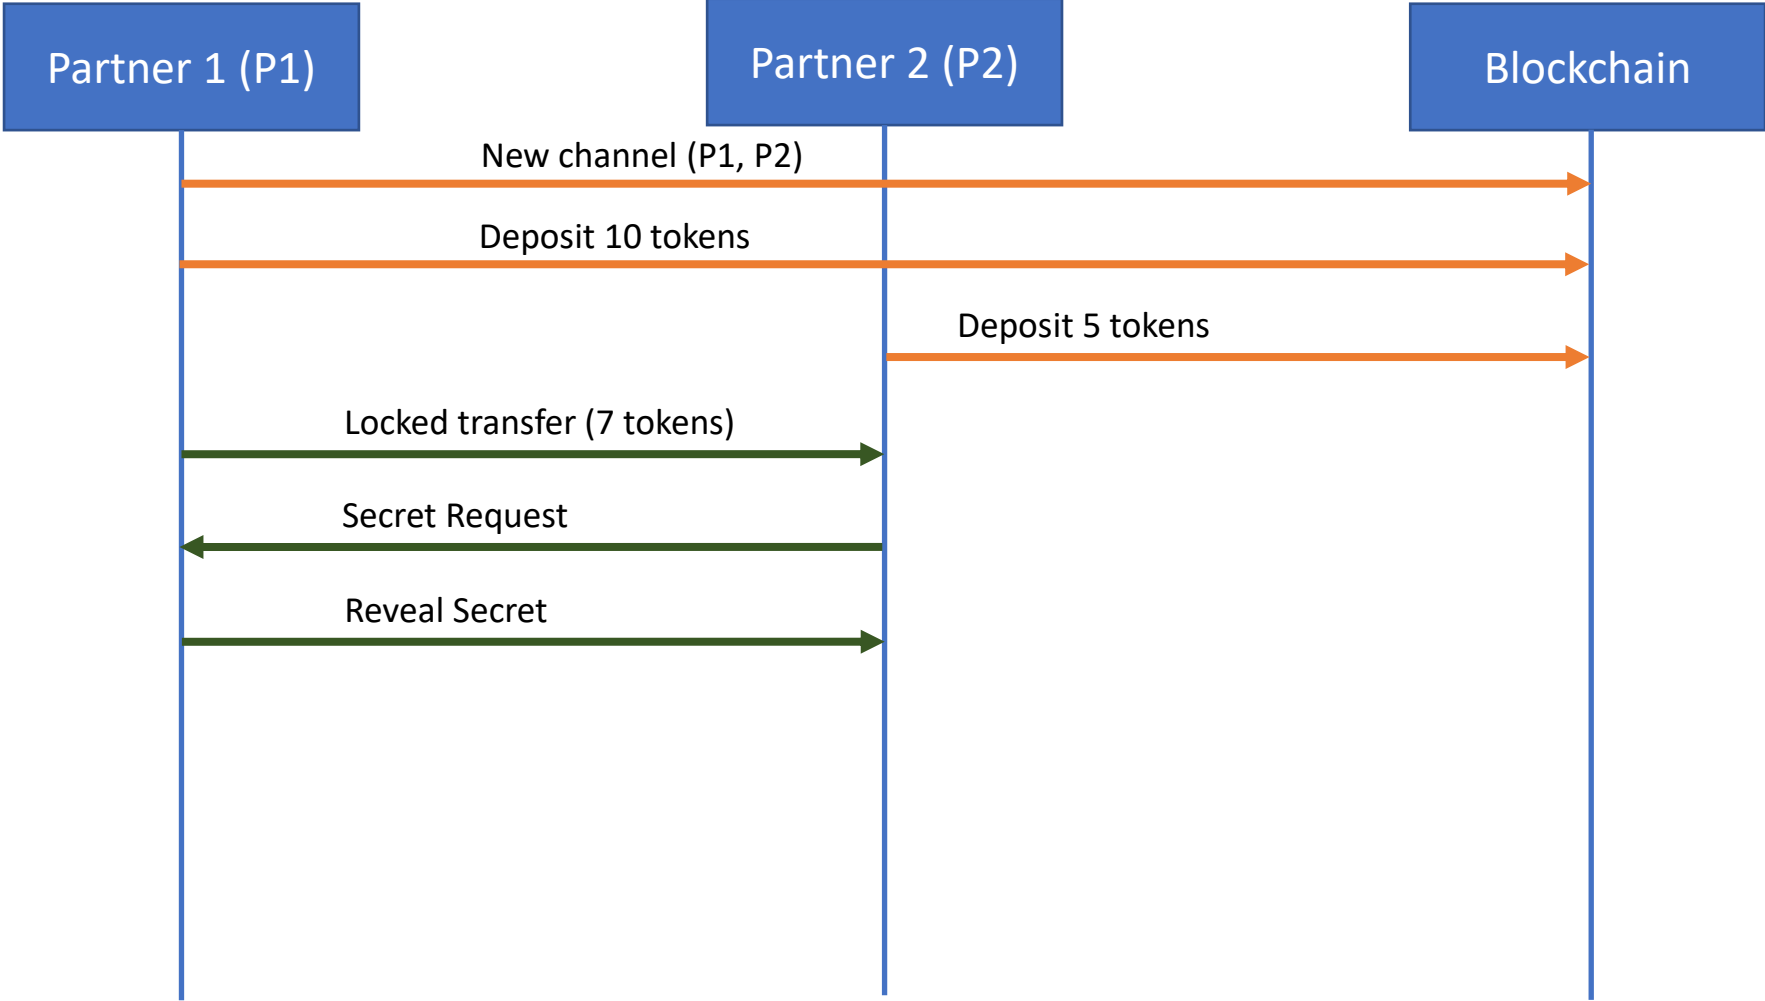 Partner 1 (P1)
Partner 2 (P2)
Blockchain
New channel (P1, P2)
Deposit 10 tokens
Deposit 5 tokens
Locked transfer (7 tokens)
Secret Request
Reveal Secret